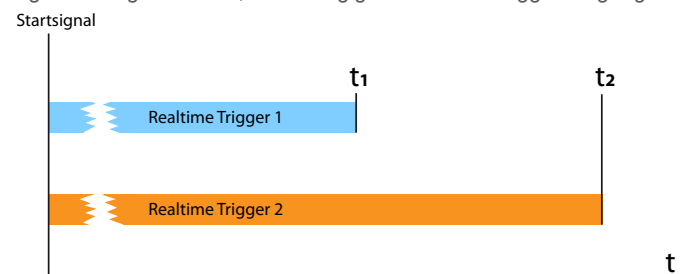 Startsignal
t1
t2
Realtime Trigger 1
Realtime Trigger 2
t